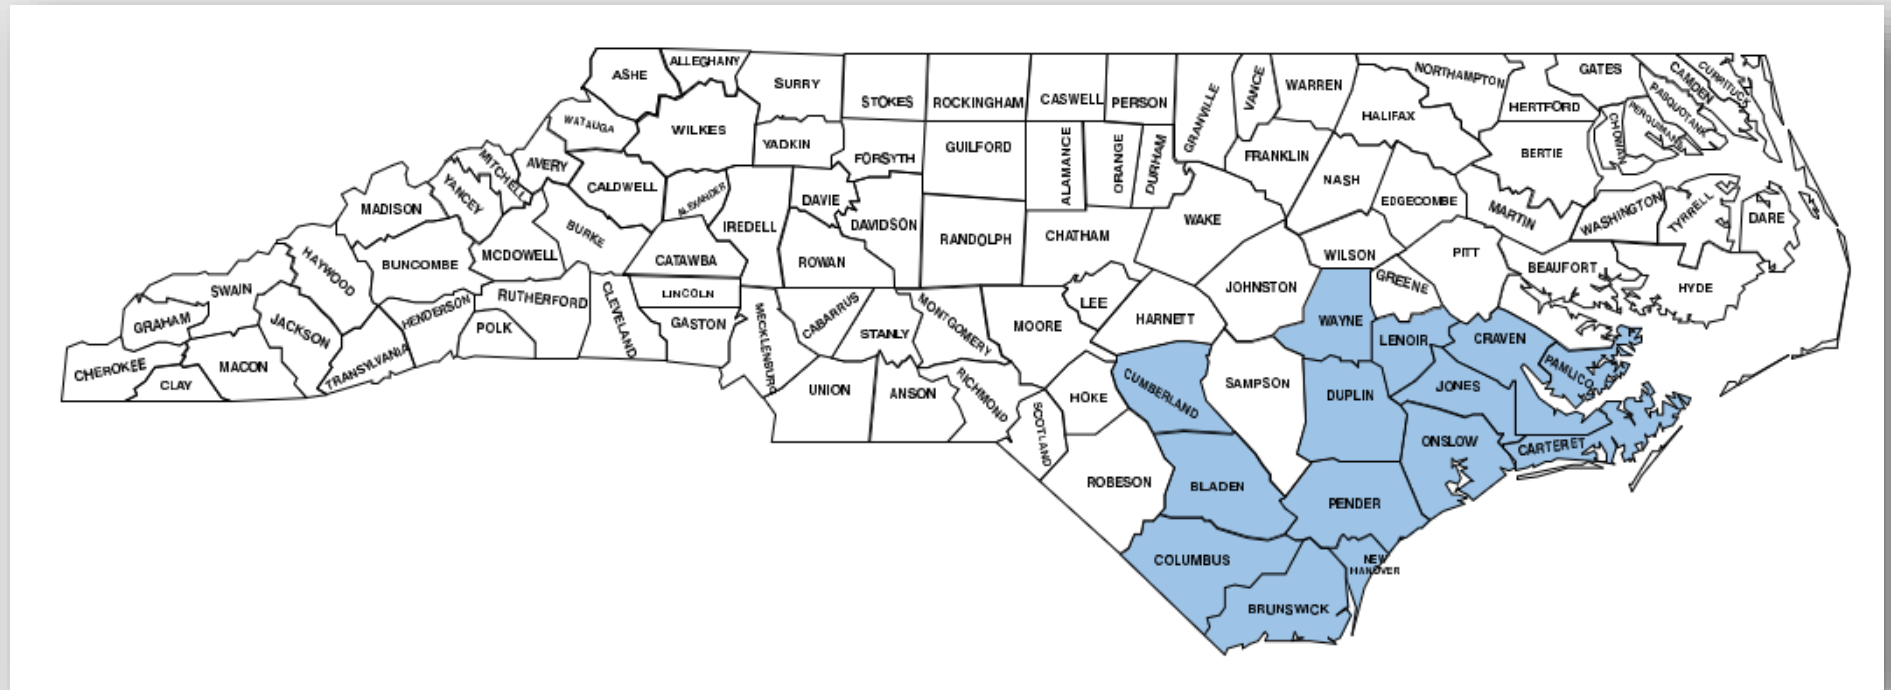 ALLEGHANY
ASHE
SURRY
STOKES
ROCKINGHAM
CASWELL
PERSON
GRANVILLE
VANCE
WARREN
NORTHAMPTON
GATES
CAMDEN
CURRITUCK
PASQUOTANK
PERQUIMANS
CHOWAN
HERTFORD
HALIFAX
WATAUGA
WILKES
YADKIN
FORSYTH
GUILFORD
ALAMANCE
ORANGE
DURHAM
FRANKLIN
BERTIE
MITCHELL
AVERY
YANCEY
CALDWELL
ALEXANDER
DAVIE
IREDELL
DAVIDSON
RANDOLPH
CHATHAM
WAKE
NASH
EDGECOMBE
MARTIN
WASHINGTON
TYRRELL
DARE
MADISON
BURKE
HAYWOOD
BUNCOMBE
MCDOWELL
CATAWBA
ROWAN
WILSON
PITT
BEAUFORT
HYDE
SWAIN
GRAHAM
JACKSON
HENDERSON
RUTHERFORD
POLK
CLEVELAND
LINCOLN
GASTON
MECKLENBURG
CABARRUS
STANLY
MONTGOMERY
MOORE
LEE
HARNETT
JOHNSTON
GREENE
WAYNE
LENOIR
CRAVEN
PAMLICO
CHEROKEE
CLAY
MACON
TRANSYLVANIA
UNION
ANSON
RICHMOND
SCOTLAND
HOKE
CUMBERLAND
SAMPSON
DUPLIN
JONES
ONSLOW
CARTERET
ROBESON
BLADEN
PENDER
COLUMBUS
NEW
HANOVER
BRUNSWICK